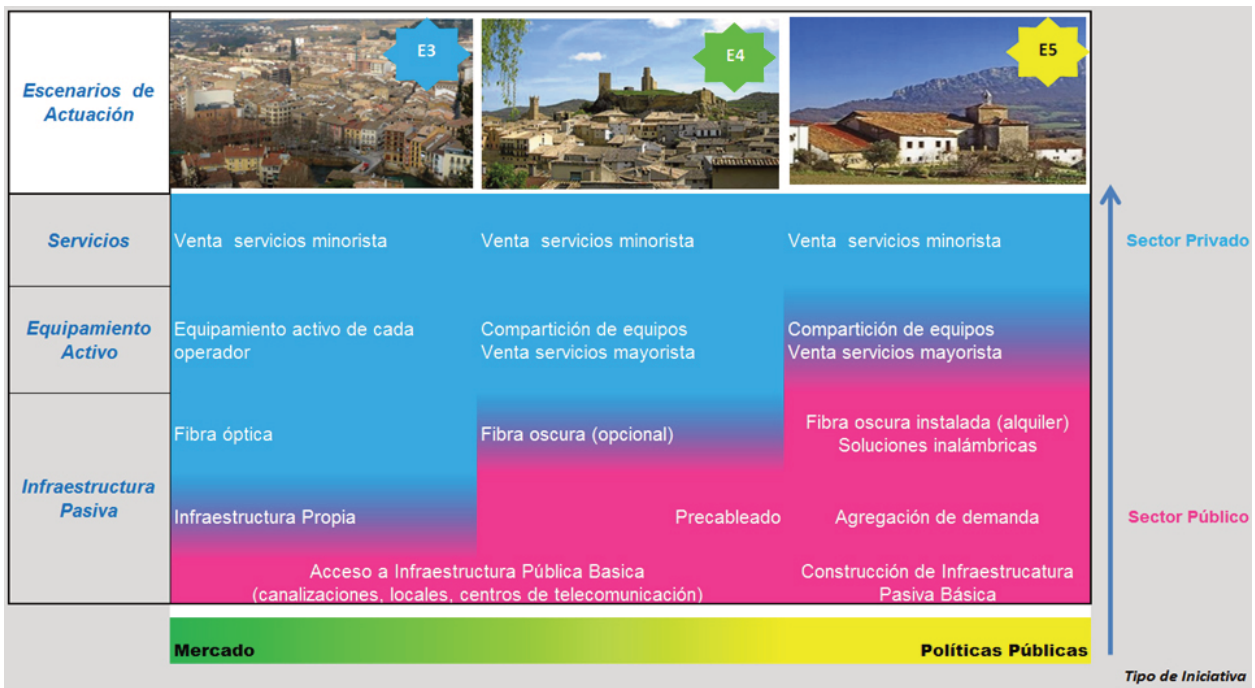 E3
E4
E5
Escenarios de
Actuación
Servicios
Venta servicios minorista
Venta servicios minorista
Venta servicios minorista
Sector Privado
Equipamiento
Activo
Equipamiento activo de cada
operador
Compartición de equipos
Venta servicios mayorista
Compartición de equipos
Venta servicios mayorista
Infraestructura
Pasiva
Fibra óptica
Fibra oscura (opcional)
Fibra oscura instalada (alquiler)
Soluciones inalámbricas
Infraestructura Propia
Precableado
Agregación de demanda
Sector Público
Acceso a Infraestructura Pública Basica
(canalizaciones, locales, centros de telecomunicación)
Construcción de Infraestrucatura
Pasiva Básica
Mercado
Políticas Públicas
Tipo de Iniciativa